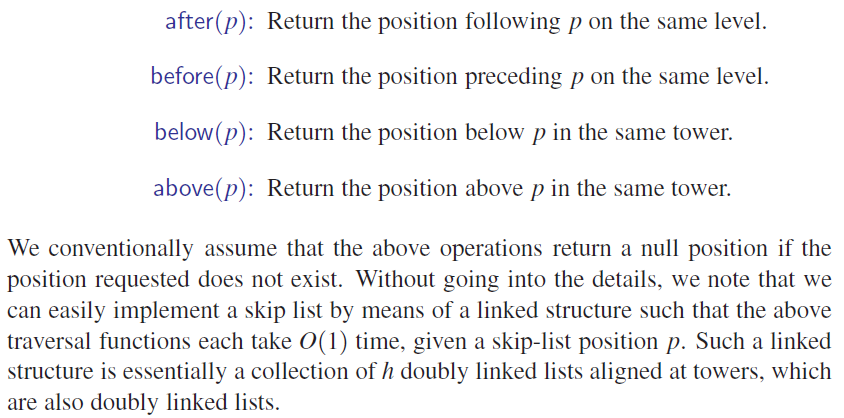 after(p): Return the position following p on the same level.
before(p): Return the position preceding p on the same level.
below(p): Return the position below p in the same tower.
above(p): Return the position above p in the same tower.
We conventionally assume that the above operations return a null position if the
position requested does not exist. Without going into the details, we note that we
can easily implement a skip list by means of a linked structure such that the above
traversal functions each take O(1) time, given a skip-list position p. Such a linked
structure is essentially a collection of h doubly linked lists aligned at towers, which
are also doubly linked lists.